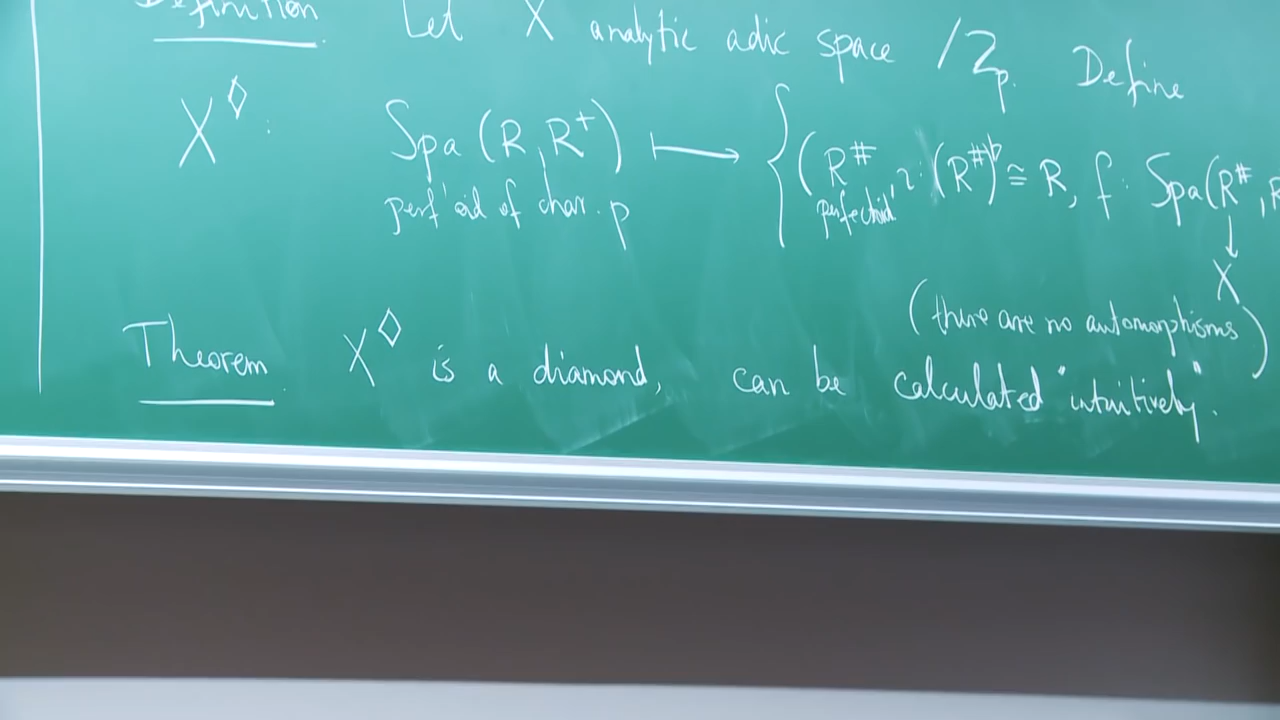 Definition. Let X analytic adic space /Z_p. Define
X^◊ : Spa (R, R^+) ⟼ { (R^#, ι: (R^#)^♭ ≅ R, f: Spa(R^#,
perf'oid of char. p perfectoid ↓
X
(there are no automorphisms)
Theorem. X^◊ is a diamond, can be calculated "intuitively".